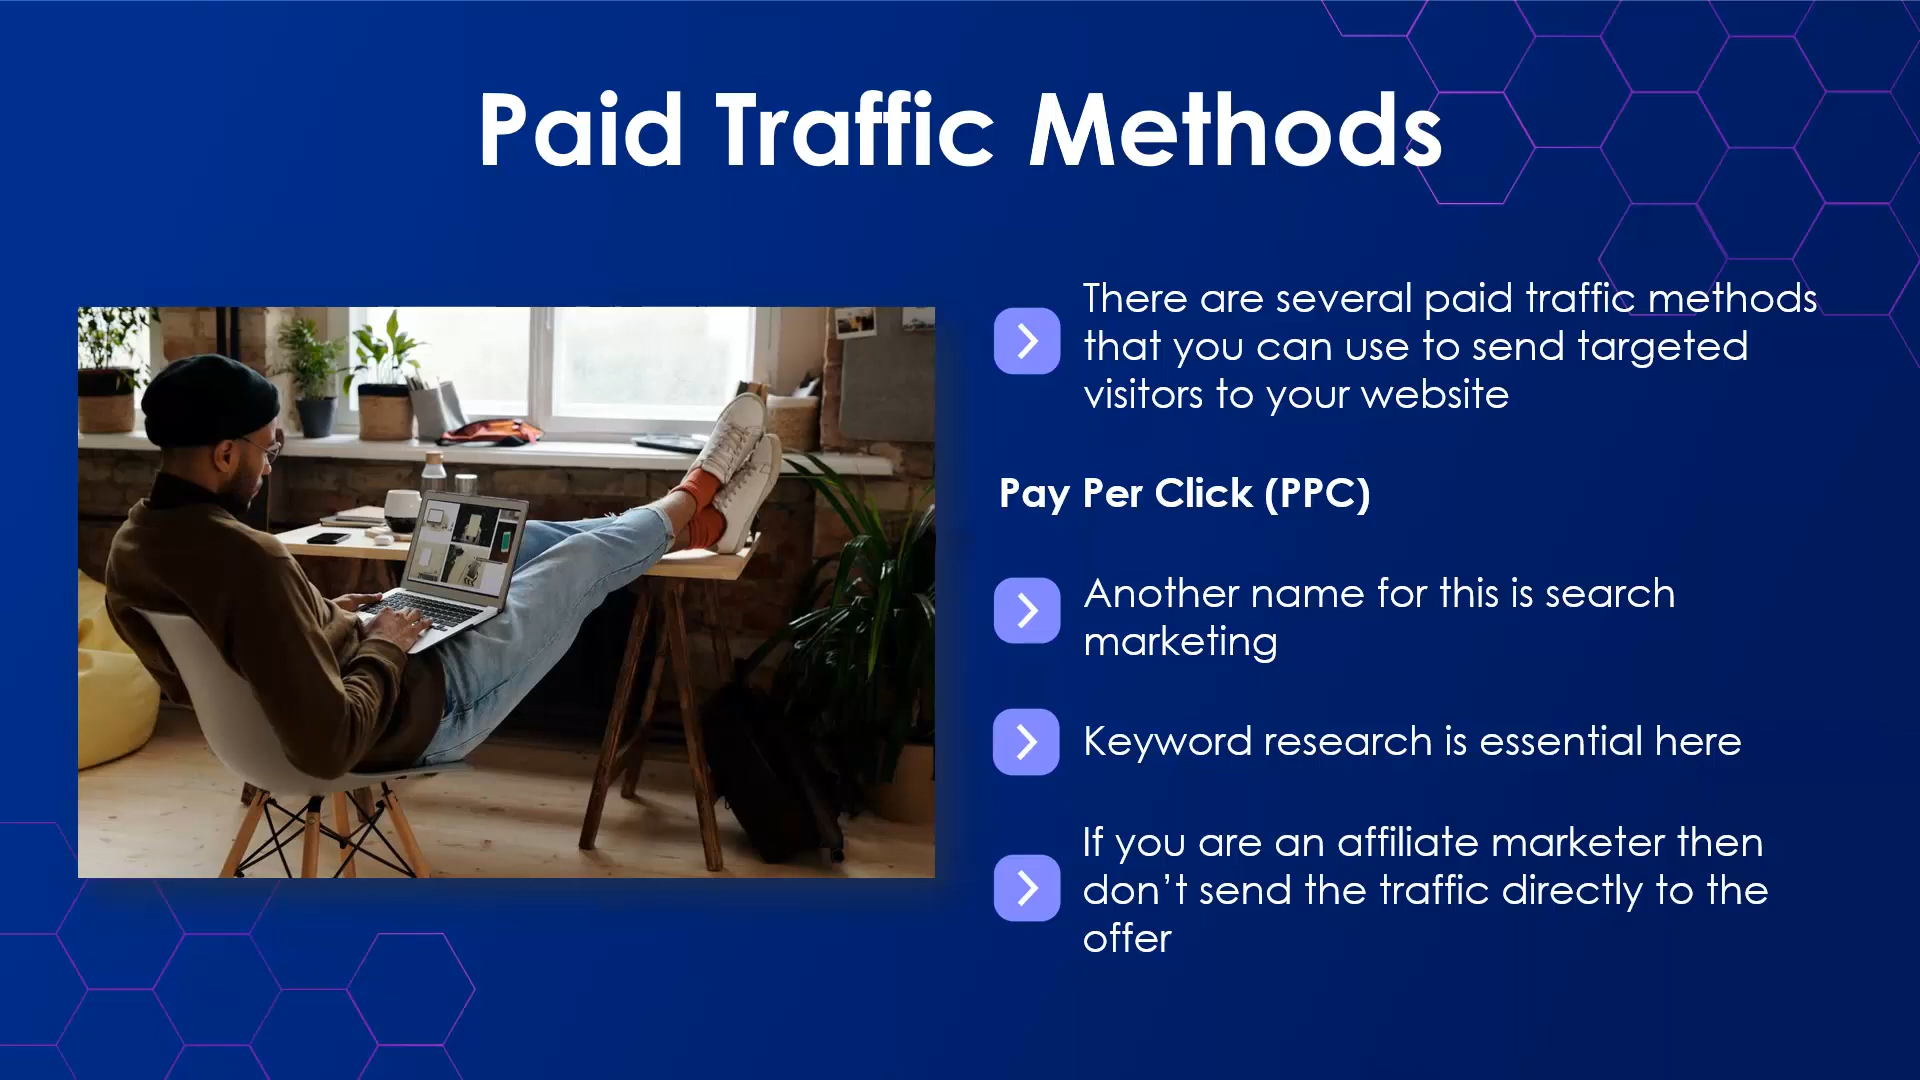 Paid Traffic Methods
There are several paid traffic methods
that you can use to send targeted
visitors to your website
Pay Per Click (PPC)
Another name for this is search
marketing
Keyword research is essential here
If you are an affiliate marketer then
don’t send the traffic directly to the
offer